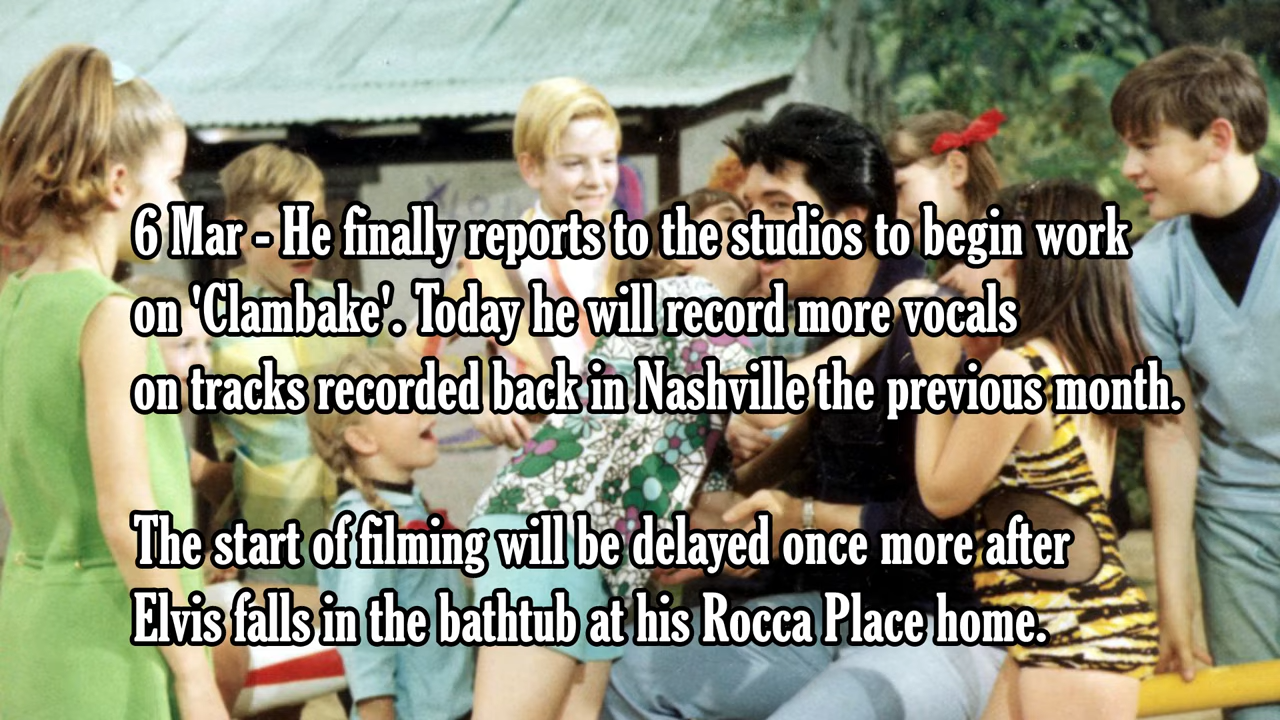 6 Mar - He finally reports to the studios to begin work
on 'Clambake'. Today he will record more vocals
on tracks recorded back in Nashville the previous month.
The start of filming will be delayed once more after
Elvis falls in the bathtub at his Rocca Place home.